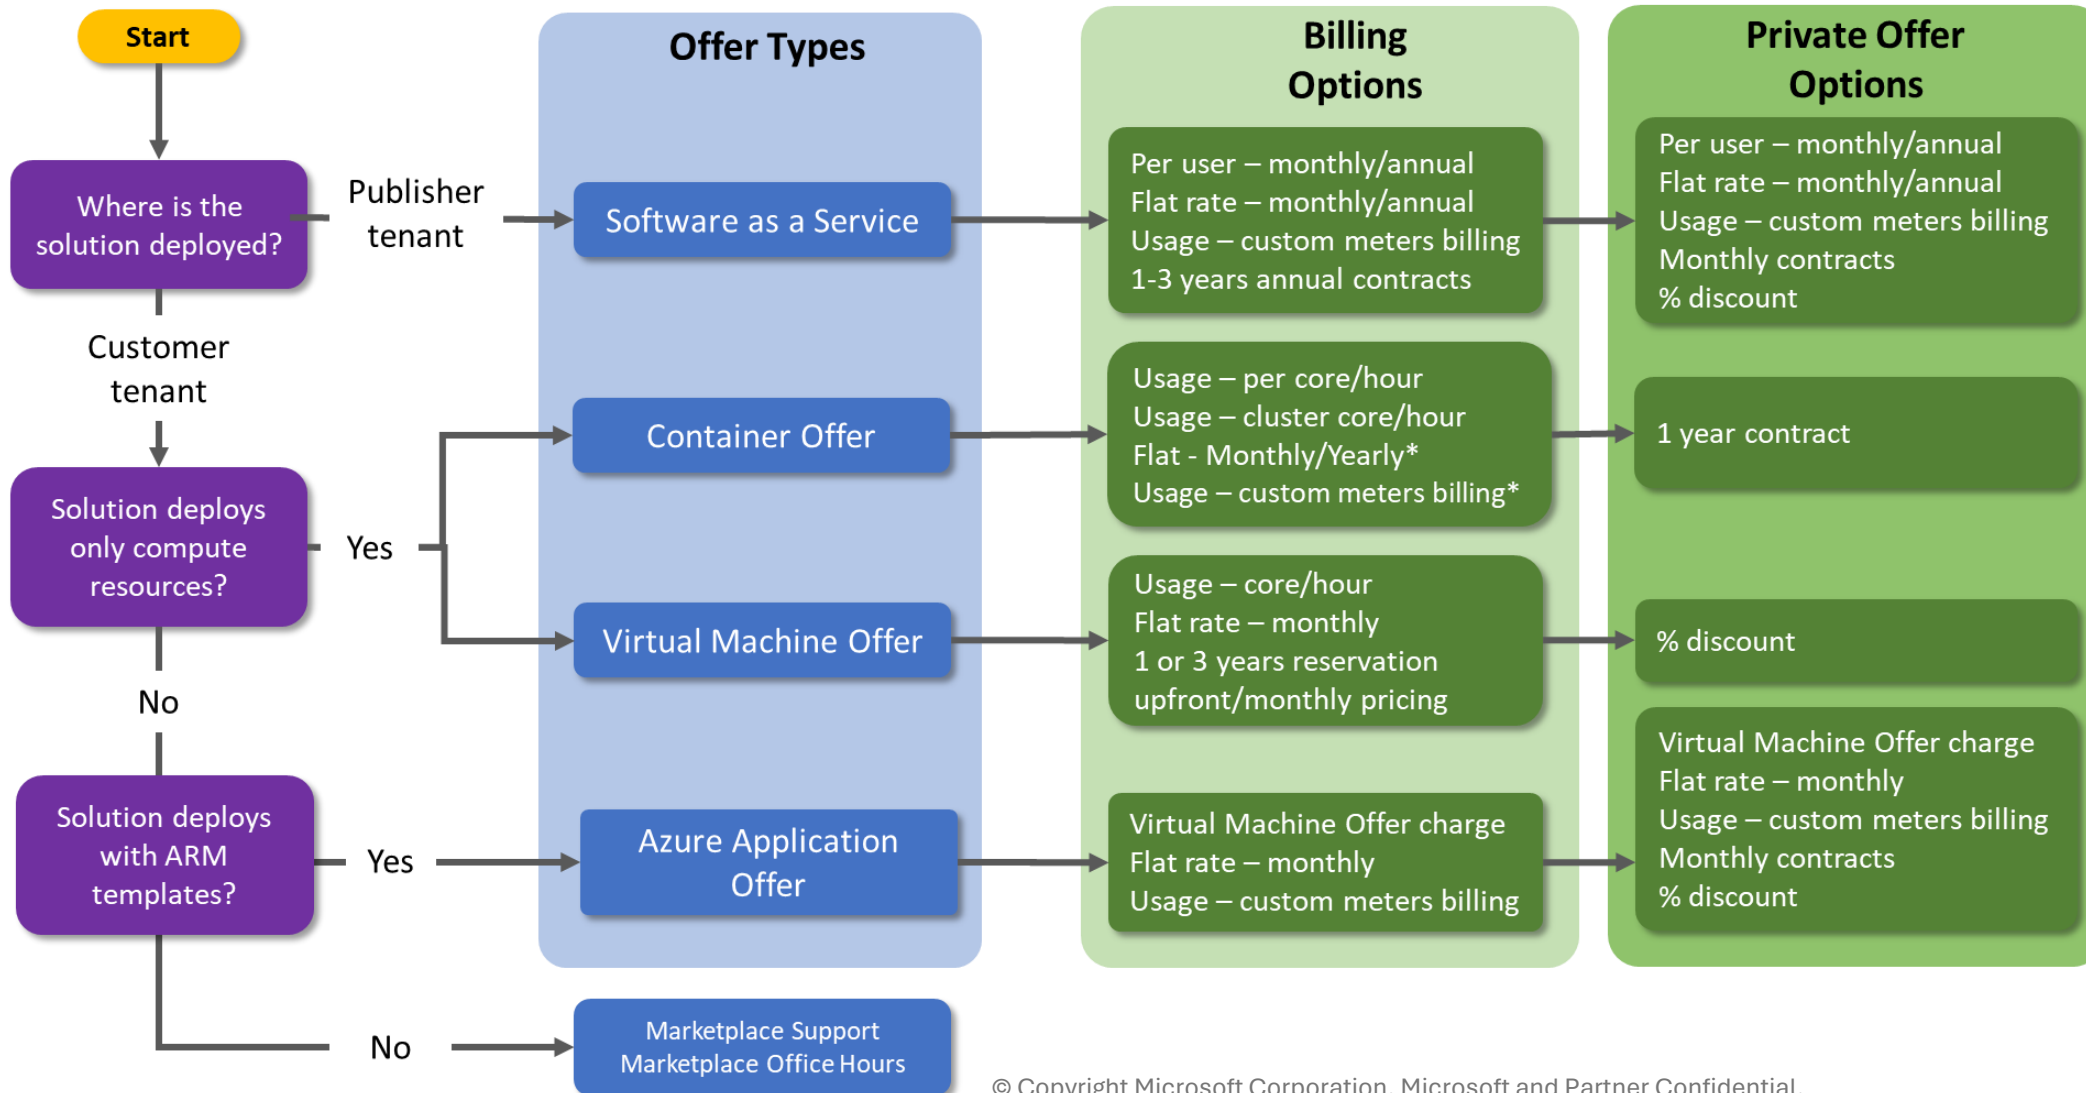 Start
Offer Types
Billing
Options
Private Offer
Options
Where is the
solution deployed?
Publisher
tenant
Software as a Service
Per user – monthly/annual
Flat rate – monthly/annual
Usage – custom meters billing
1-3 years annual contracts
Per user – monthly/annual
Flat rate – monthly/annual
Usage – custom meters billing
Monthly contracts
% discount
Customer
tenant
Solution deploys
only compute
resources?
Yes
Container Offer
Usage – per core/hour
Usage – cluster core/hour
Flat - Monthly/Yearly*
Usage – custom meters billing*
1 year contract
Virtual Machine Offer
Usage – core/hour
Flat rate – monthly
1 or 3 years reservation
upfront/monthly pricing
% discount
No
Solution deploys
with ARM
templates?
Yes
Azure Application
Offer
Virtual Machine Offer charge
Flat rate – monthly
Usage – custom meters billing
Virtual Machine Offer charge
Flat rate – monthly
Usage – custom meters billing
Monthly contracts
% discount
No
Marketplace Support
Marketplace Office Hours
© Copyright Microsoft Corporation. Microsoft and Partner Confidential.